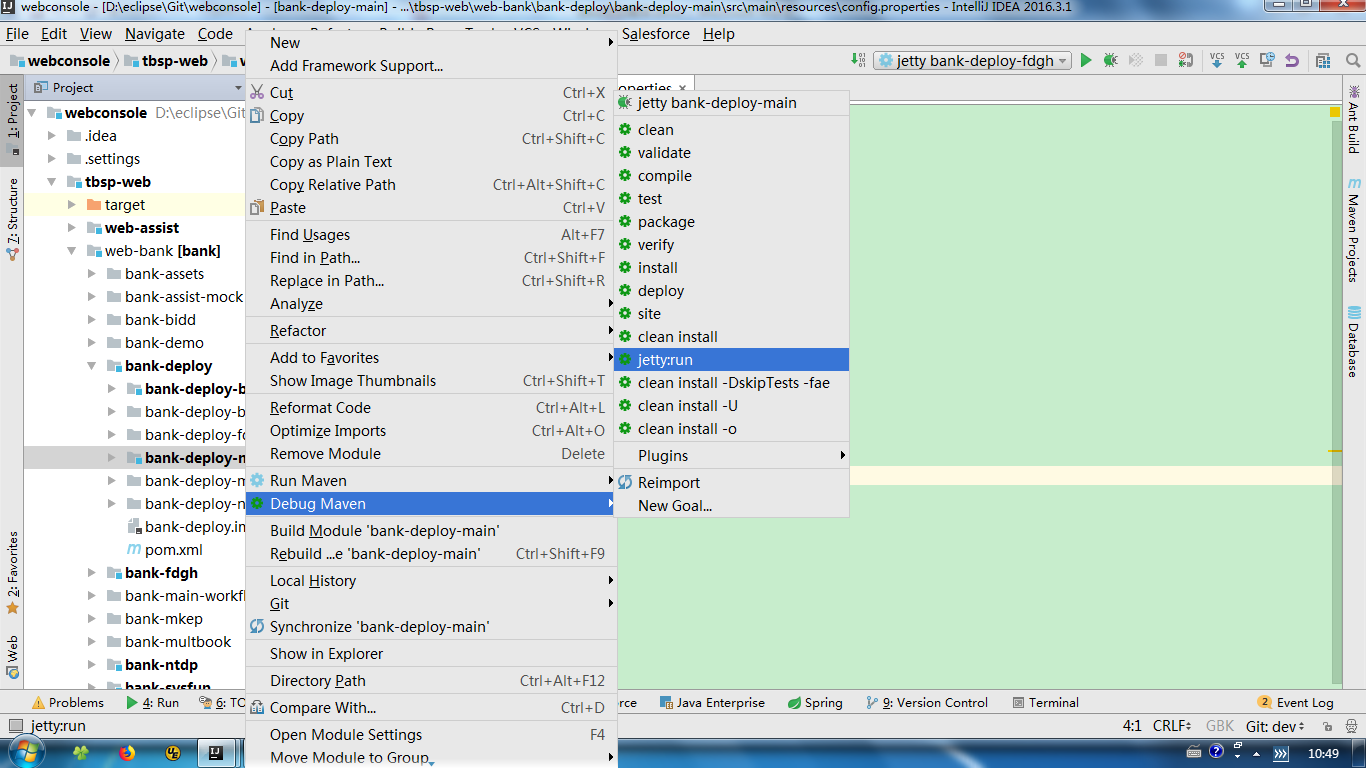 webconsole - [D:\eclipse\Git\webconsole] - [bank-deploy-main] - ...\tbsp-web\web-bank\bank-deploy\bank-deploy-main\src\main\resources\config.properties - IntelliJ IDEA 2016.3.1
File Edit View Navigate Code Salesforce Help
webconsole tbsp-web
jetty bank-deploy-fdgh
Project
operties
1: Project
7: Structure
2: Favorites
Web
webconsole D:\eclipse\Git
.idea
.settings
tbsp-web
target
web-assist
web-bank [bank]
bank-assets
bank-assist-mock
bank-bidd
bank-demo
bank-deploy
bank-deploy-b
bank-deploy-b
bank-deploy-fd
bank-deploy-m
bank-deploy-m
bank-deploy-n
bank-deploy.im
pom.xml
bank-fdgh
bank-main-workfl
bank-mkep
bank-multbook
bank-ntdp
bank-sysfun
New
Add Framework Support...
Cut Ctrl+X
Copy Ctrl+C
Copy Path Ctrl+Shift+C
Copy as Plain Text
Copy Relative Path Ctrl+Alt+Shift+C
Paste Ctrl+V
Find Usages Alt+F7
Find in Path... Ctrl+Shift+F
Replace in Path... Ctrl+Shift+R
Analyze
Refactor
Add to Favorites
Show Image Thumbnails Ctrl+Shift+T
Reformat Code Ctrl+Alt+L
Optimize Imports Ctrl+Alt+O
Remove Module Delete
Run Maven
Debug Maven
Build Module 'bank-deploy-main'
Rebuild ...e 'bank-deploy-main' Ctrl+Shift+F9
Local History
Git
Synchronize 'bank-deploy-main'
Show in Explorer
Directory Path Ctrl+Alt+F12
Compare With... Ctrl+D
Open Module Settings F4
Move Module to Group
jetty bank-deploy-main
clean
validate
compile
test
package
verify
install
deploy
site
clean install
jetty:run
clean install -DskipTests -fae
clean install -U
clean install -o
Plugins
Reimport
New Goal...
Ant Build
Maven Projects
Database
Problems 4: Run 6: TO rce Java Enterprise Spring 9: Version Control Terminal 2 Event Log
jetty:run 4:1 CRLF GBK Git: dev
10:49